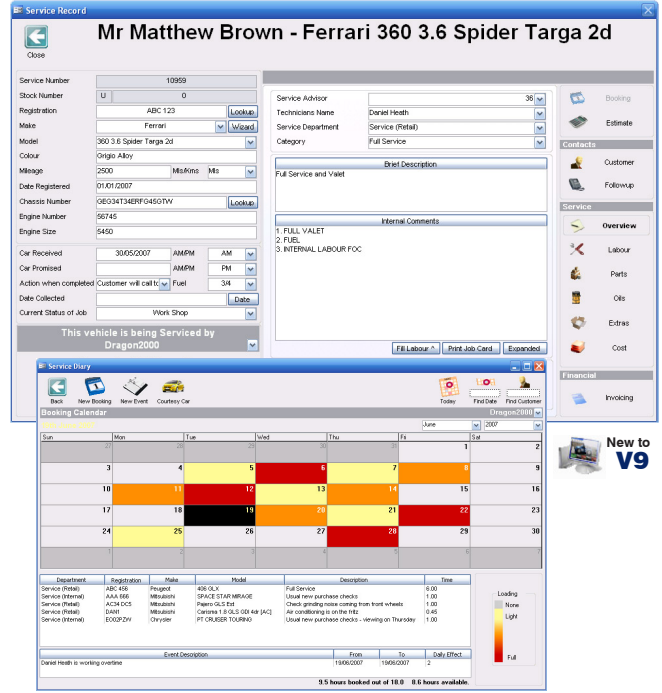 Service Record
Close
Mr Matthew Brown - Ferrari 360 3.6 Spider Targa 2d
Service Number 10959
Stock Number U 0
Registration ABC 123 Lookup
Make Ferrari Wizard
Model 360 3.6 Spider Targa 2d
Colour Grigio Alloy
Mileage 2500 Mls/Kms Mls
Date Registered 01/01/2007
Chassis Number GEG34T34ERFG45GTW Lookup
Engine Number 56745
Engine Size 5450
Car Received 30/05/2007 AM/PM AM
Car Promised AM/PM PM
Action when completed Customer will call to Fuel 3/4
Date Collected Date
Current Status of Job Work Shop
This vehicle is being Serviced by
Dragon2000
Service Advisor 36
Technicians Name Daniel Heath
Service Department Service (Retail)
Category Full Service
Brief Description
Full Service and Valet
Internal Comments
1. FULL VALET
2. FUEL
3. INTERNAL LABOUR FOC
Fill Labour ^ Print Job Card Expanded
Booking
Estimate
Contacts
Customer
Followup
Service
Overview
Labour
Parts
Oils
Extras
Cost
Financial
Invoicing
Service Diary
Back New Booking New Event Courtesy Car Today Find Date Find Customer
Booking Calendar Dragon2000
June 2007
Sun Mon Tue Wed Thu Fri Sat
27 28 29 30 31 1 2
3 4 5 6 7 8 9
10 11 12 13 14 15 16
17 18 19 20 21 22 23
24 25 26 27 28 29 30
1 2 3 4 5 6 7
Department Registration Make Model Description Time
Service (Retail) ABC 456 Peugeot 406 GLX Full Service 6.00
Service (Internal) AAA 666 Mitsubishi SPACE STAR MIRAGE Usual new purchase checks 1.00
Service (Retail) AC34 DC5 Mitsubishi Pajero GLS Est Check grinding noise coming from front wheels 1.00
Service (Retail) DAN1 Mitsubishi Carisma 1.8 GLS GDI 4dr [AC] Air conditioning is on the fritz 0.45
Service (Internal) EO02PZW Chrysler PT CRUISER TOURING Usual new purchase checks - viewing on Thursday 1.00
Event Description From To Daily Effect
Daniel Heath is working overtime 19/06/2007 19/06/2007 2
9.5 hours booked out of 18.0 8.6 hours available.
Loading
None
Light
Full
New to
V9